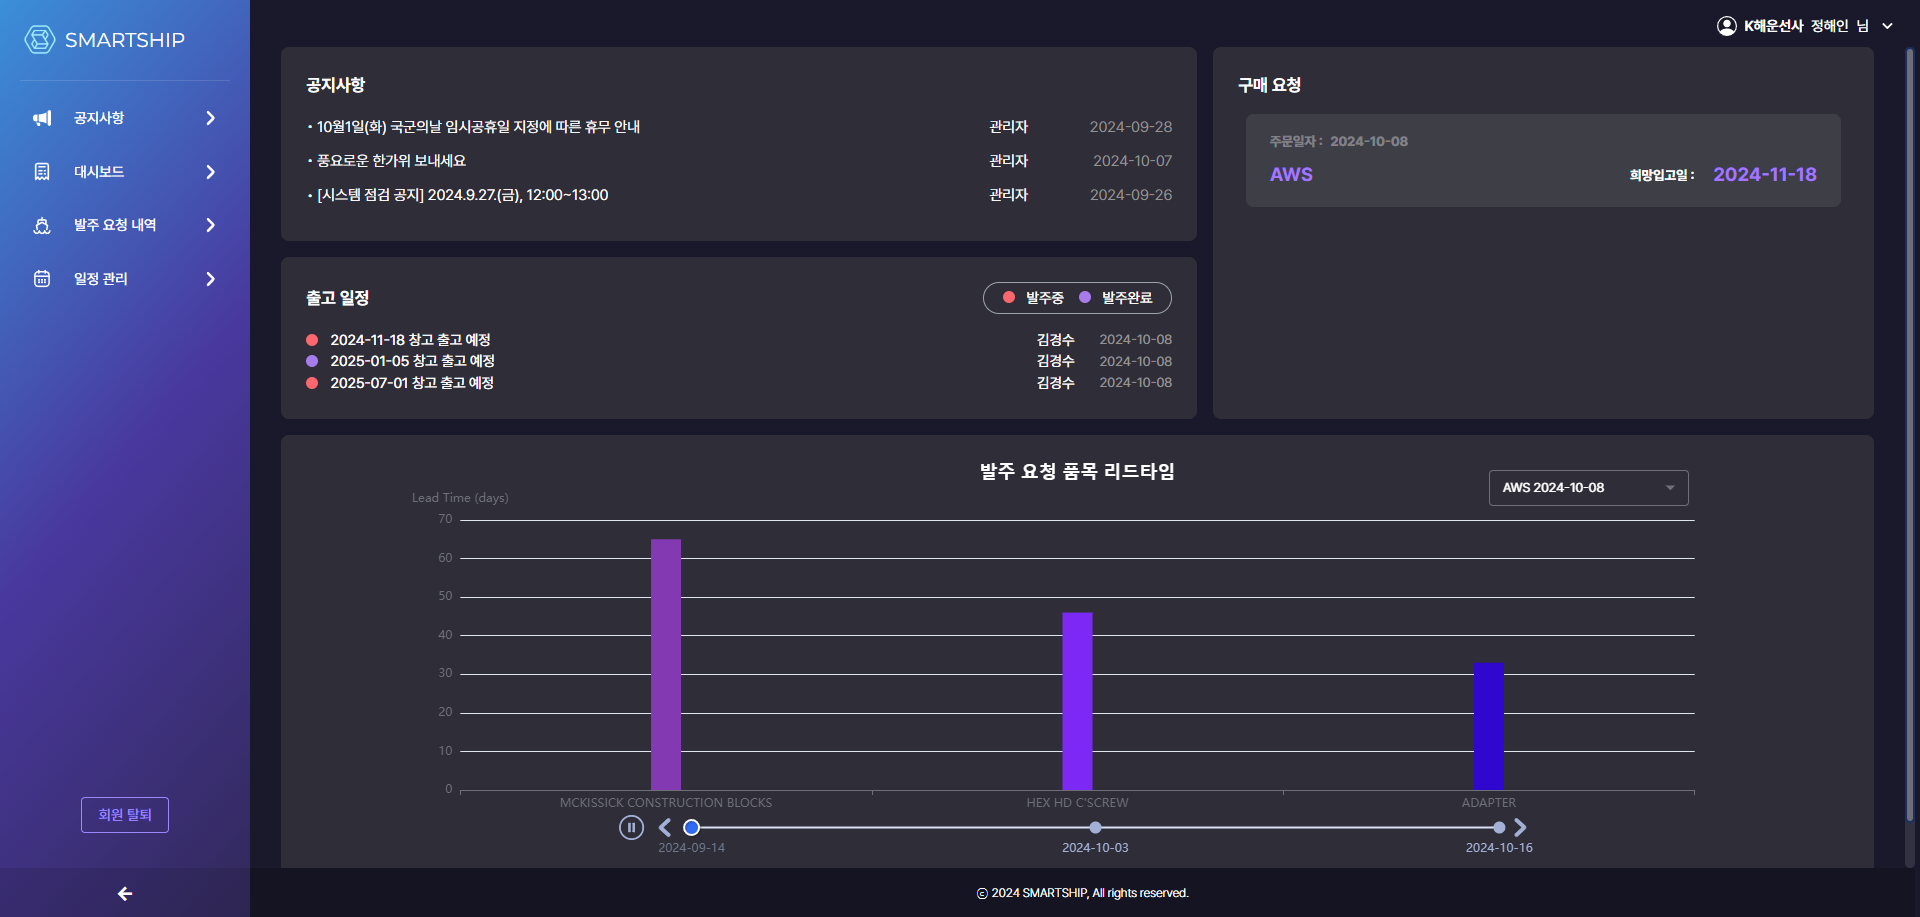 SMARTSHIP
공지사항
대시보드
발주 요청 내역
일정 관리
회원 탈퇴
K해운선사 정해인 님
공지사항
• 10월1일(화) 국군의날 임시공휴일 지정에 따른 휴무 안내 관리자 2024-09-28
• 풍요로운 한가위 보내세요 관리자 2024-10-07
• [시스템 점검 공지] 2024.9.27.(금), 12:00~13:00 관리자 2024-09-26
구매 요청
주문일자 : 2024-10-08
AWS 희망입고일 : 2024-11-18
출고 일정 발주중 발주완료
2024-11-18 창고 출고 예정 김경수 2024-10-08
2025-01-05 창고 출고 예정 김경수 2024-10-08
2025-07-01 창고 출고 예정 김경수 2024-10-08
발주 요청 품목 리드타임
AWS 2024-10-08
Lead Time (days)
70
60
50
40
30
20
10
0
MCKISSICK CONSTRUCTION BLOCKS HEX HD C'SCREW ADAPTER
2024-09-14 2024-10-03 2024-10-16
ⓒ 2024 SMARTSHIP, All rights reserved.